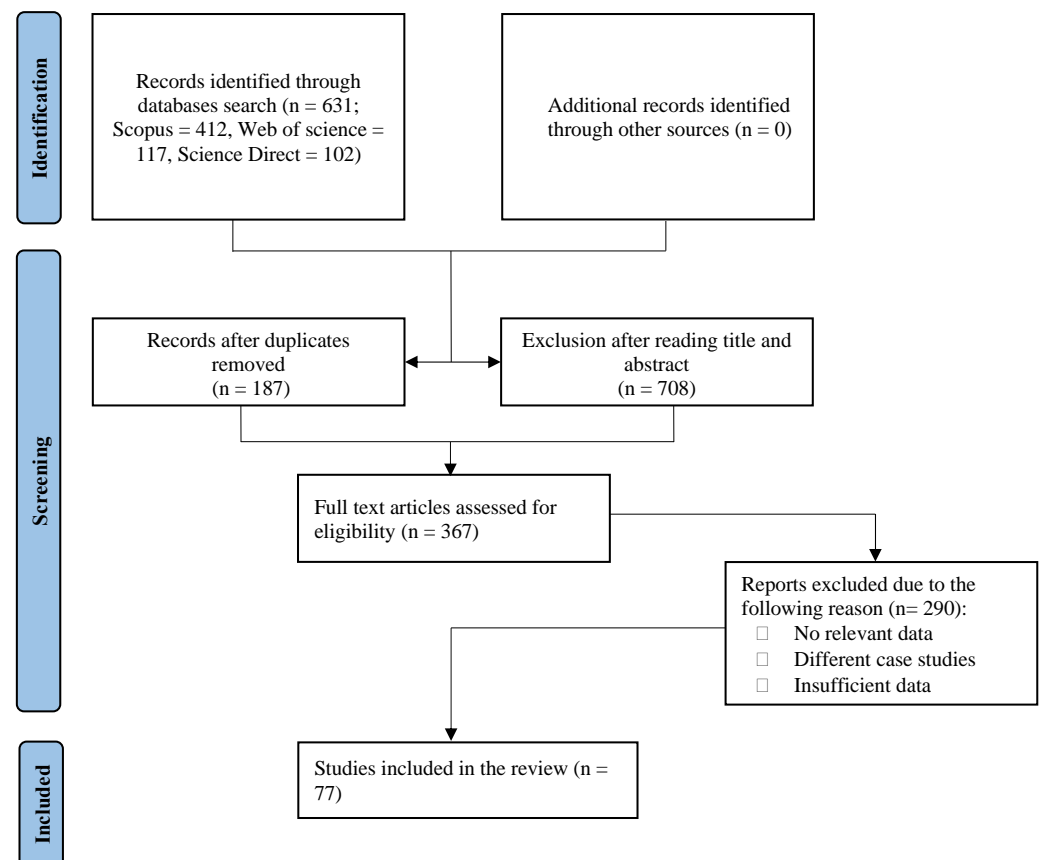 Identification
Records identified through
databases search (n = 631;
Scopus = 412, Web of science =
117, Science Direct = 102)
Additional records identified
through other sources (n = 0)
Screening
Records after duplicates
removed
(n = 187)
Exclusion after reading title and
abstract
(n = 708)
Full text articles assessed for
eligibility (n = 367)
Reports excluded due to the
following reason (n= 290):
No relevant data
Different case studies
Insufficient data
Included
Studies included in the review (n =
77)